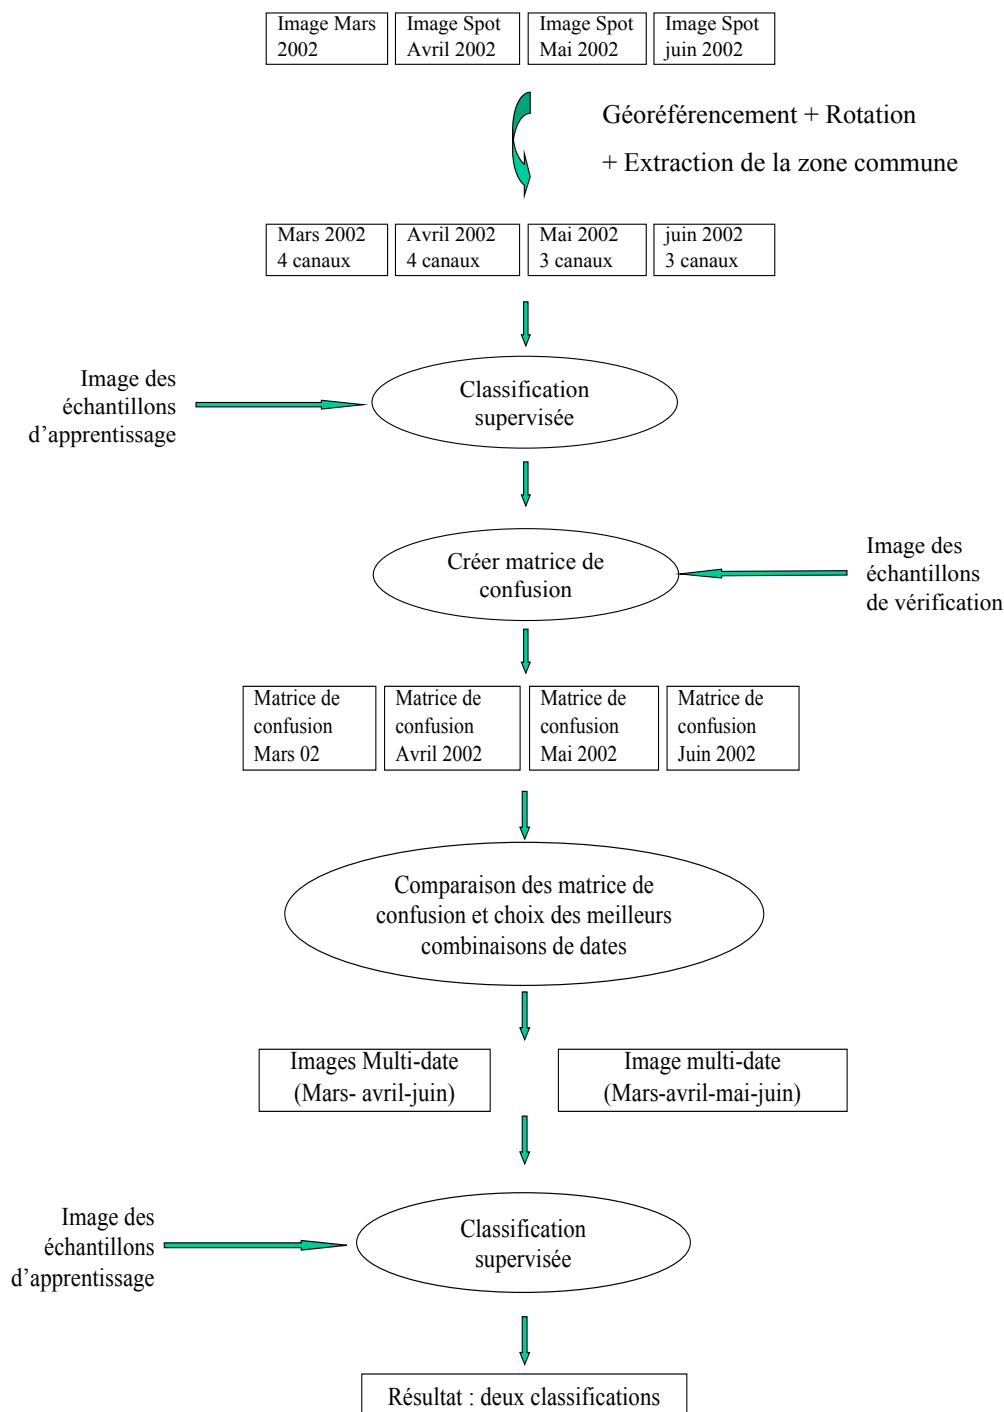 Image Mars
2002
Image Spot
Avril 2002
Image Spot
Mai 2002
Image Spot
juin 2002
Géoréférencement + Rotation
+ Extraction de la zone commune
Mars 2002
4 canaux
Avril 2002
4 canaux
Mai 2002
3 canaux
juin 2002
3 canaux
Image des
échantillons
d’apprentissage
Classification
supervisée
Créer matrice de
confusion
Image des
échantillons
de vérification
Matrice de
confusion
Mars 02
Matrice de
confusion
Avril 2002
Matrice de
confusion
Mai 2002
Matrice de
confusion
Juin 2002
Comparaison des matrice de
confusion et choix des meilleurs
combinaisons de dates
Images Multi-date
(Mars- avril-juin)
Image multi-date
(Mars-avril-mai-juin)
Image des
échantillons
d’apprentissage
Classification
supervisée
Résultat : deux classifications